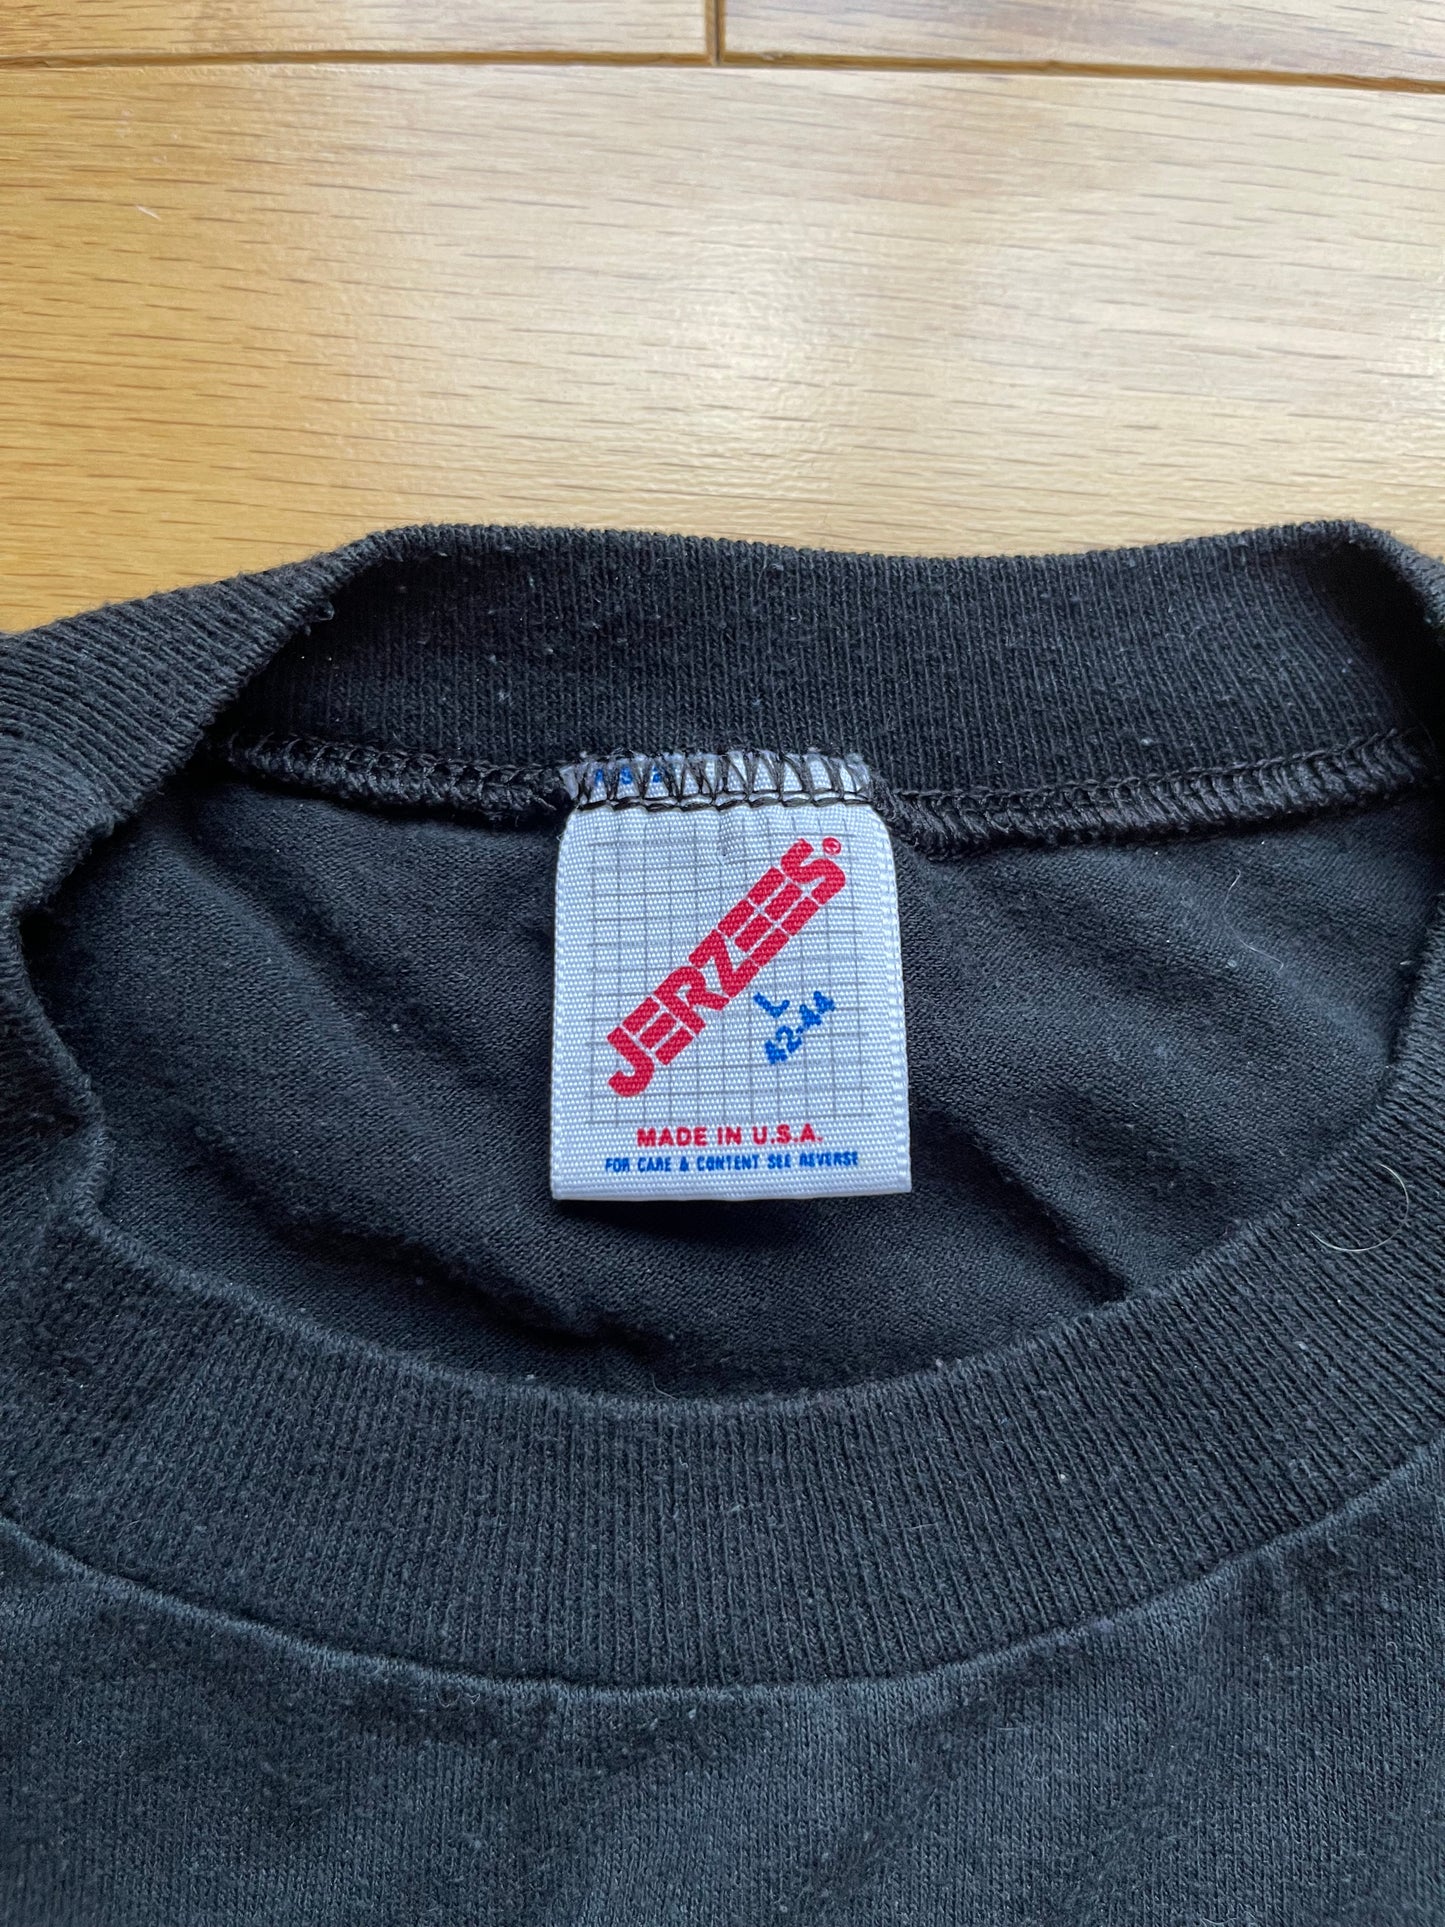 JERZEES®
L
42-44
MADE IN U.S.A.
FOR CARE & CONTENT SEE REVERSE